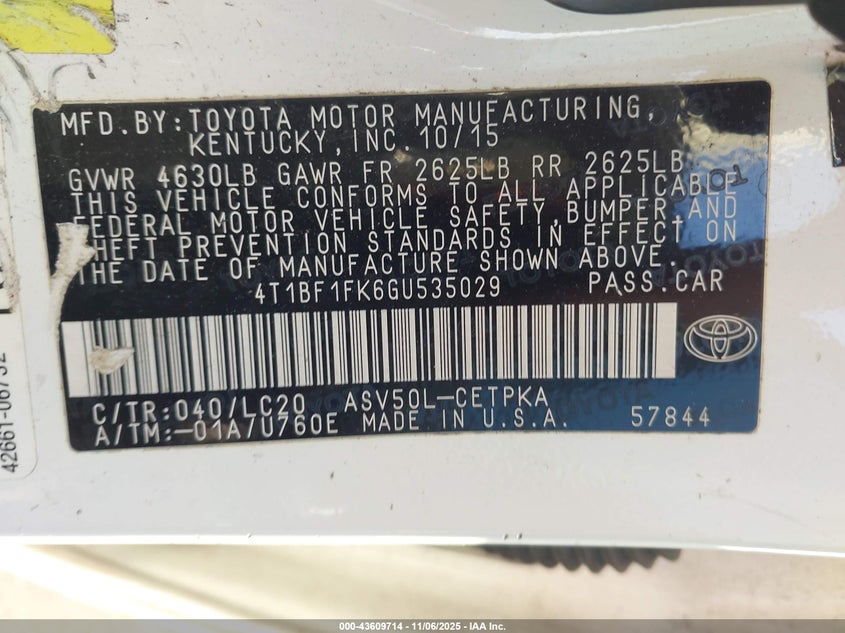 MFD.BY: TOYOTA MOTOR MANUFACTURING,
KENTUCKY, INC. 10/15
GVWR 4630LB GAWR FR 2625LB RR 2625LB
THIS VEHICLE CONFORMS TO ALL APPLICABLE
FEDERAL MOTOR VEHICLE SAFETY, BUMPER, AND
THEFT PREVENTION STANDARDS IN EFFECT ON
THE DATE OF MANUFACTURE SHOWN ABOVE.
4T1BF1FK6GU535029 PASS.CAR
C/TR: 040/LC20 ASV50L-CETPKA
A/TM:-01A/U760E MADE IN U.S.A. 57844
42661-06732
000-43609714 - 11/06/2025 - IAA Inc.